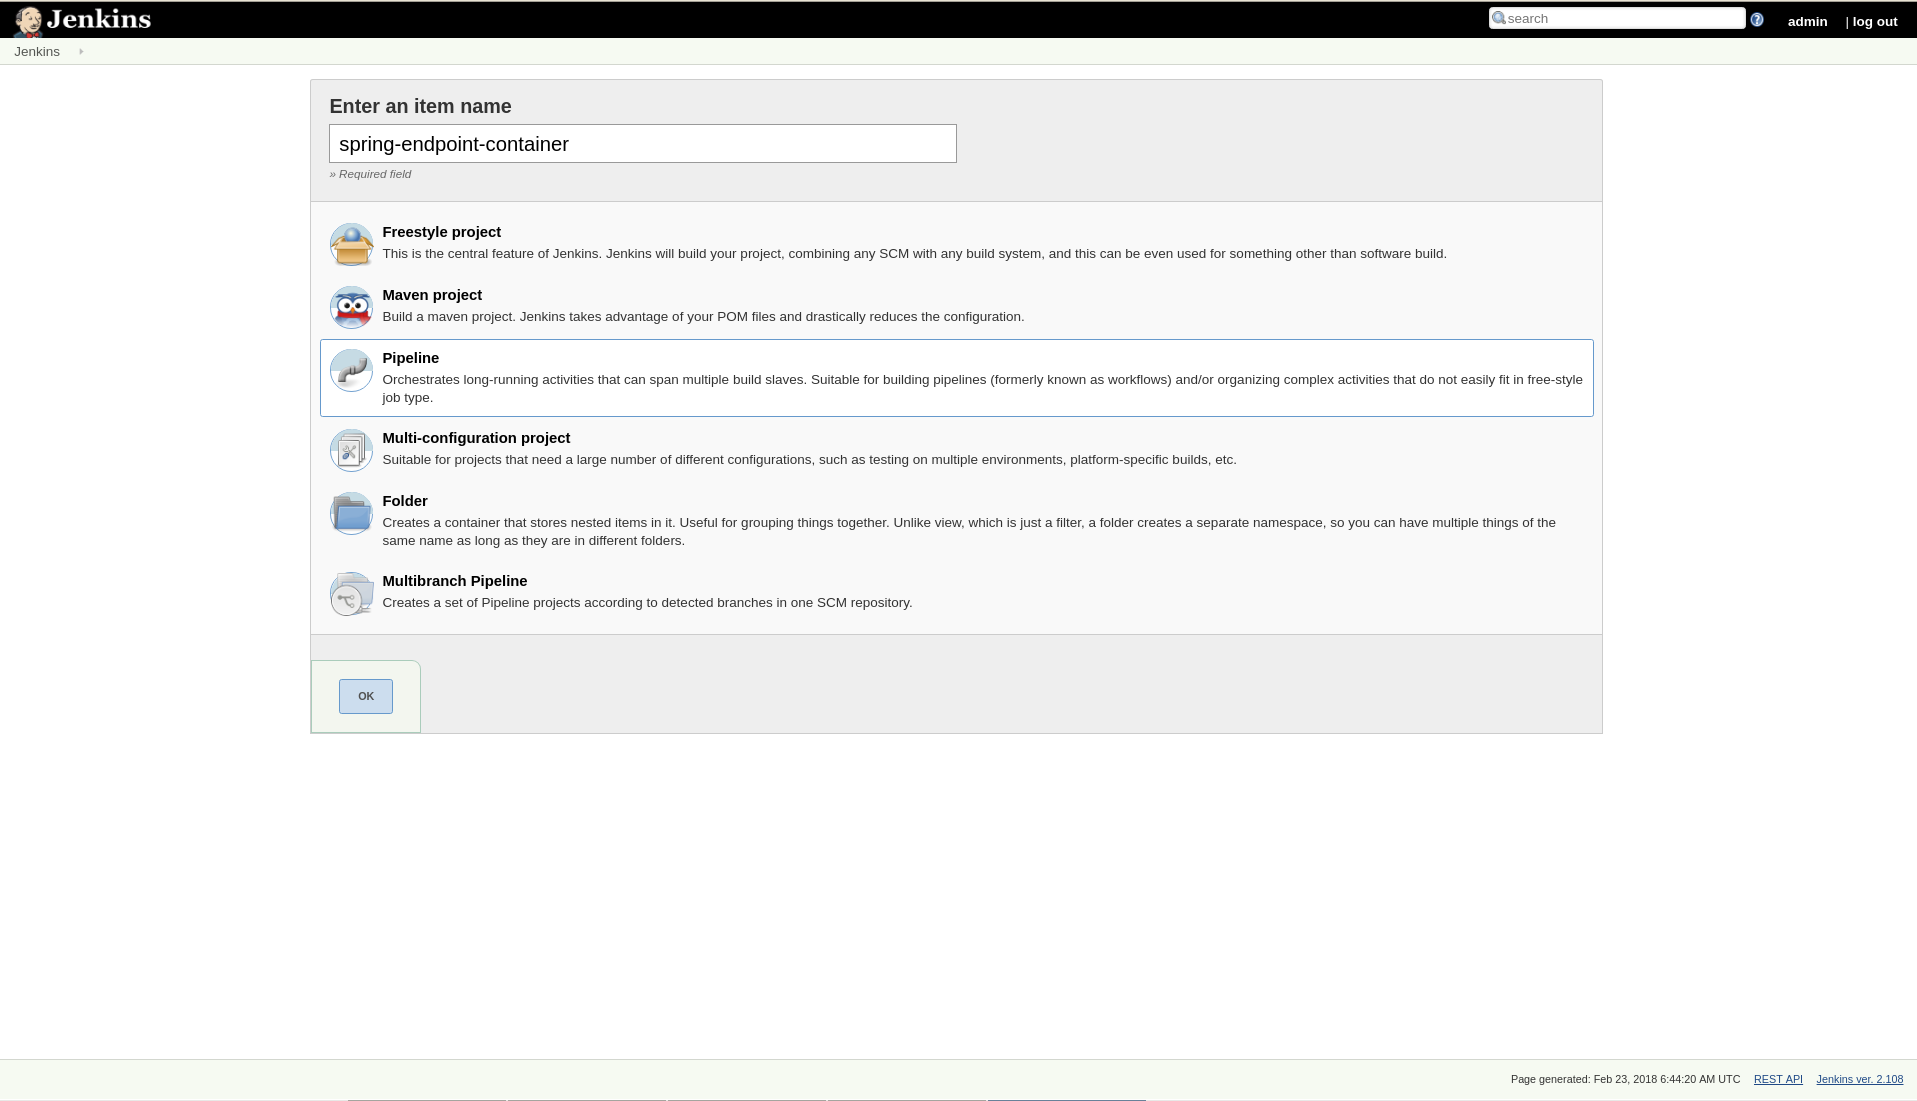 Jenkins
search
admin | log out
Jenkins
Enter an item name
spring-endpoint-container
» Required field
Freestyle project
This is the central feature of Jenkins. Jenkins will build your project, combining any SCM with any build system, and this can be even used for something other than software build.
Maven project
Build a maven project. Jenkins takes advantage of your POM files and drastically reduces the configuration.
Pipeline
Orchestrates long-running activities that can span multiple build slaves. Suitable for building pipelines (formerly known as workflows) and/or organizing complex activities that do not easily fit in free-style
job type.
Multi-configuration project
Suitable for projects that need a large number of different configurations, such as testing on multiple environments, platform-specific builds, etc.
Folder
Creates a container that stores nested items in it. Useful for grouping things together. Unlike view, which is just a filter, a folder creates a separate namespace, so you can have multiple things of the
same name as long as they are in different folders.
Multibranch Pipeline
Creates a set of Pipeline projects according to detected branches in one SCM repository.
OK
Page generated: Feb 23, 2018 6:44:20 AM UTC REST API Jenkins ver. 2.108